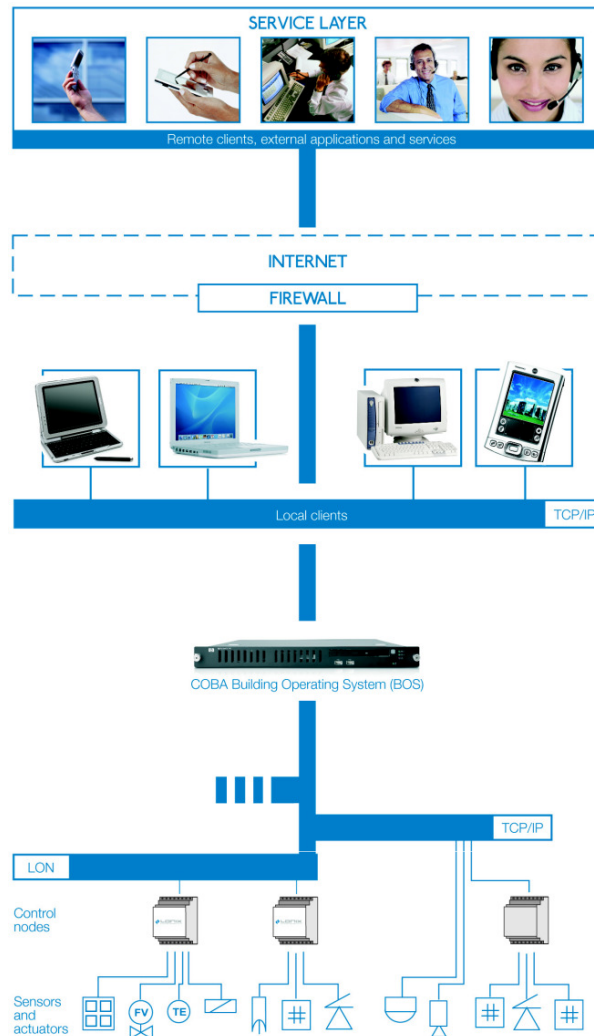 SERVICE LAYER
Remote clients, external applications and services
INTERNET
FIREWALL
Local clients
TCP/IP
COBA Building Operating System (BOS)
TCP/IP
LON
Control
nodes
Sensors and
actuators
FV
TE